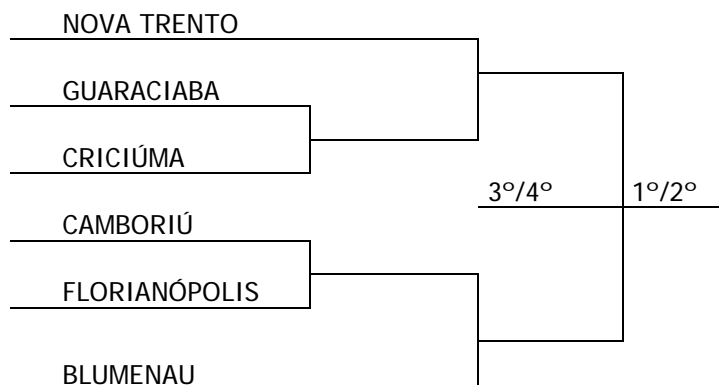 NOVA TRENTO
GUARACIABA
CRICIÚMA
3º/4º 1º/2º
CAMBORIÚ
FLORIANÓPOLIS
BLUMENAU